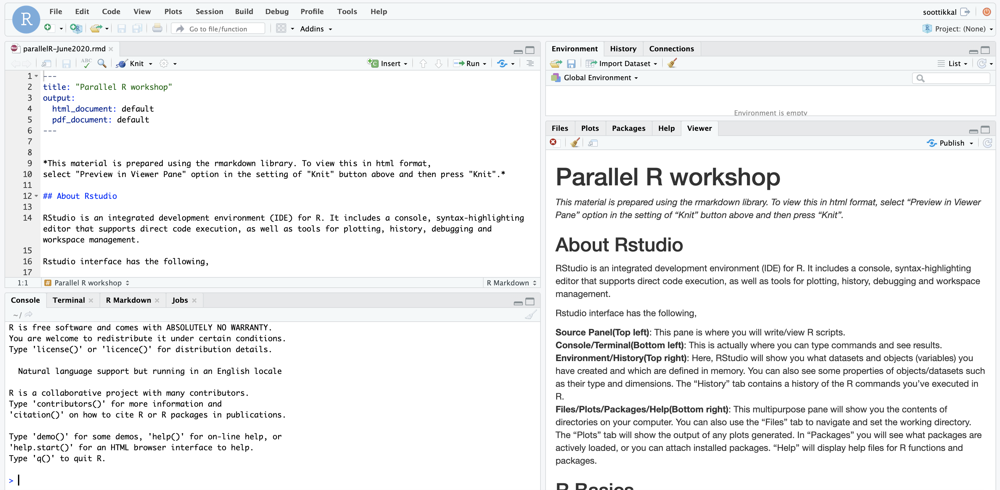 R
File Edit Code View Plots Session Build Debug Profile Tools Help
soottikkal
Go to file/function
Addins
Project: (None)
parallelR-June2020.rmd
ABC
Knit
Insert
Run
1 ---
2 title: "Parallel R workshop"
3 output:
4 html_document: default
5 pdf_document: default
6 ---
7
8
9 *This material is prepared using the rmarkdown library. To view this in html format,
10 select "Preview in Viewer Pane" option in the setting of "Knit" button above and then press "Knit".*
11
12 ## About Rstudio
13
14 RStudio is an integrated development environment (IDE) for R. It includes a console, syntax-highlighting
editor that supports direct code execution, as well as tools for plotting, history, debugging and
workspace management.
15
16 Rstudio interface has the following,
17
1:1 # Parallel R workshop R Markdown
Console Terminal R Markdown Jobs
~/
R is free software and comes with ABSOLUTELY NO WARRANTY.
You are welcome to redistribute it under certain conditions.
Type 'license()' or 'licence()' for distribution details.
Natural language support but running in an English locale
R is a collaborative project with many contributors.
Type 'contributors()' for more information and
'citation()' on how to cite R or R packages in publications.
Type 'demo()' for some demos, 'help()' for on-line help, or
'help.start()' for an HTML browser interface to help.
Type 'q()' to quit R.
>
Environment History Connections
Import Dataset
List
Global Environment
Environment is empty
Files Plots Packages Help Viewer
Publish
Parallel R workshop
This material is prepared using the rmarkdown library. To view this in html format, select “Preview in Viewer
Pane” option in the setting of “Knit” button above and then press “Knit”.
About Rstudio
RStudio is an integrated development environment (IDE) for R. It includes a console, syntax-highlighting
editor that supports direct code execution, as well as tools for plotting, history, debugging and workspace
management.
Rstudio interface has the following,
Source Panel(Top left): This pane is where you will write/view R scripts.
Console/Terminal(Bottom left): This is actually where you can type commands and see results.
Environment/History(Top right): Here, RStudio will show you what datasets and objects (variables) you
have created and which are defined in memory. You can also see some properties of objects/datasets such
as their type and dimensions. The “History” tab contains a history of the R commands you’ve executed in
R.
Files/Plots/Packages/Help(Bottom right): This multipurpose pane will show you the contents of
directories on your computer. You can also use the “Files” tab to navigate and set the working directory.
The “Plots” tab will show the output of any plots generated. In “Packages” you will see what packages are
actively loaded, or you can attach installed packages. “Help” will display help files for R functions and
packages.
R Basics